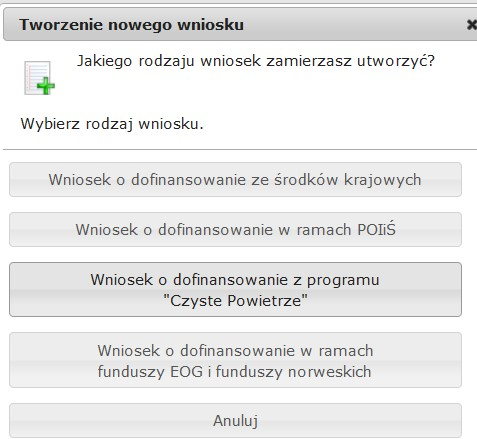 Tworzenie nowego wniosku
Jakiego rodzaju wniosek zamierzasz utworzyć?
Wybierz rodzaj wniosku.
Wniosek o dofinansowanie ze środków krajowych
Wniosek o dofinansowanie w ramach POIiŚ
Wniosek o dofinansowanie z programu
"Czyste Powietrze"
Wniosek o dofinansowanie w ramach
funduszy EOG i funduszy norweskich
Anuluj